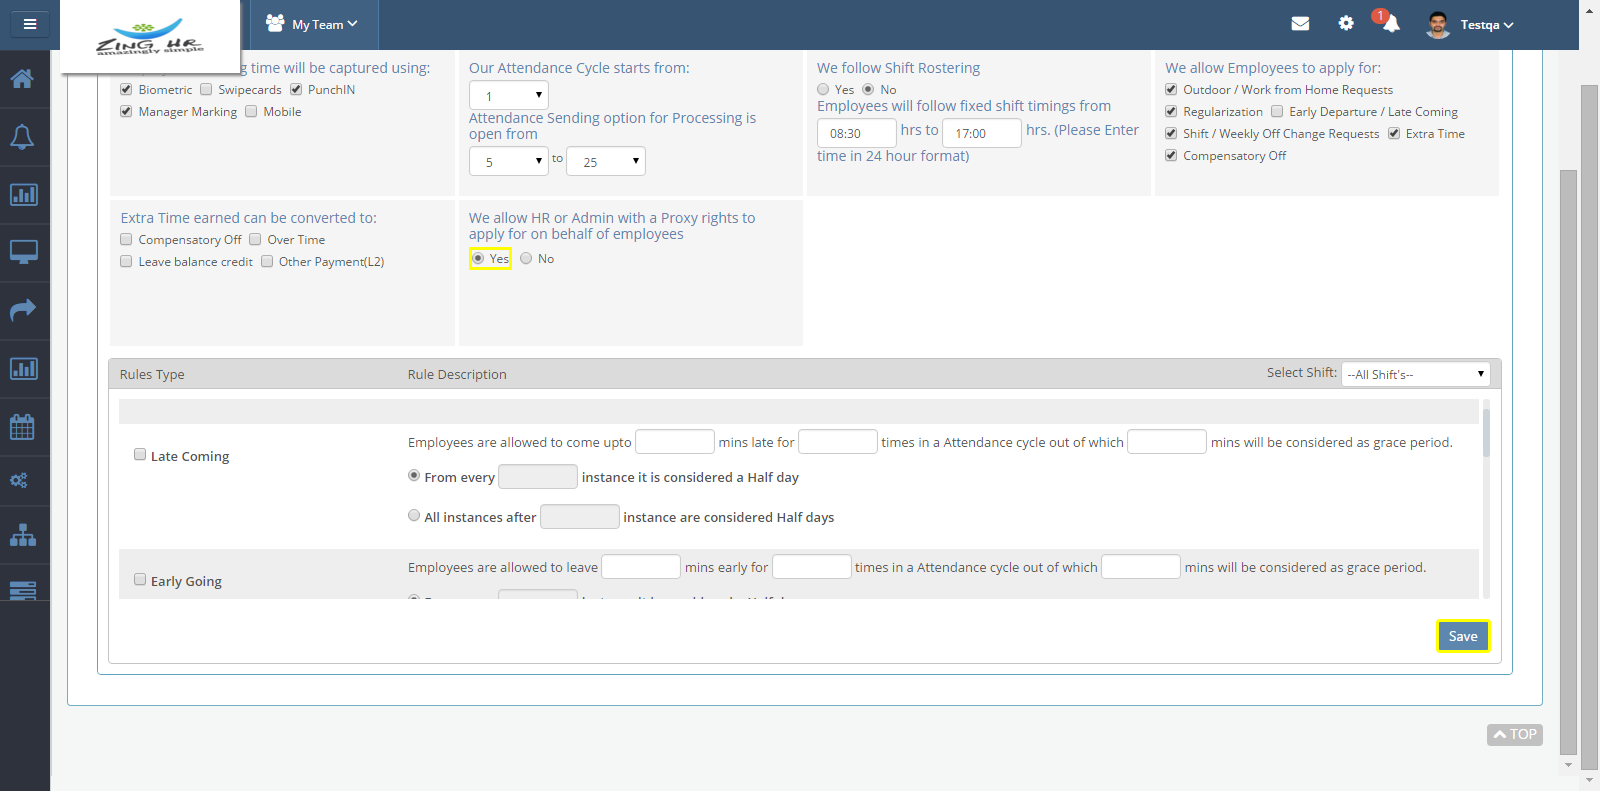 ZING HR
amazingly simple
My Team
1
Testqa
time will be captured using:
Biometric Swipecards PunchIN
Manager Marking Mobile
Our Attendance Cycle starts from:
1
Attendance Sending option for Processing is
open from
5 to 25
We follow Shift Rostering
Yes No
Employees will follow fixed shift timings from
08:30 hrs to 17:00 hrs. (Please Enter
time in 24 hour format)
We allow Employees to apply for:
Outdoor / Work from Home Requests
Regularization Early Departure / Late Coming
Shift / Weekly Off Change Requests Extra Time
Compensatory Off
Extra Time earned can be converted to:
Compensatory Off Over Time
Leave balance credit Other Payment(L2)
We allow HR or Admin with a Proxy rights to
apply for on behalf of employees
Yes No
Rules Type Rule Description Select Shift: --All Shift's--
Employees are allowed to come upto mins late for times in a Attendance cycle out of which mins will be considered as grace period.
Late Coming
From every instance it is considered a Half day
All instances after instance are considered Half days
Employees are allowed to leave mins early for times in a Attendance cycle out of which mins will be considered as grace period.
Early Going
Save
TOP